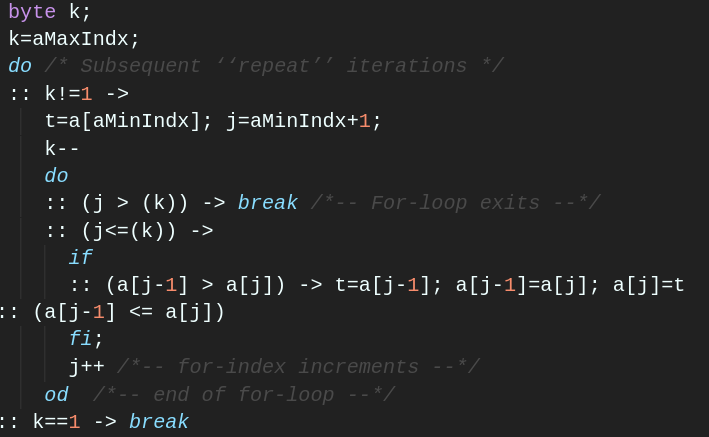 byte k;
k=aMaxIndx;
do /* Subsequent ‘‘repeat’’ iterations */
:: k!=1 ->
t=a[aMinIndx]; j=aMinIndx+1;
k--
do
:: (j > (k)) -> break /*-- For-loop exits --*/
:: (j<=(k)) ->
if
:: (a[j-1] > a[j]) -> t=a[j-1]; a[j-1]=a[j]; a[j]=t
:: (a[j-1] <= a[j])
fi;
j++ /*-- for-index increments --*/
od  /*-- end of for-loop --*/
:: k==1 -> break